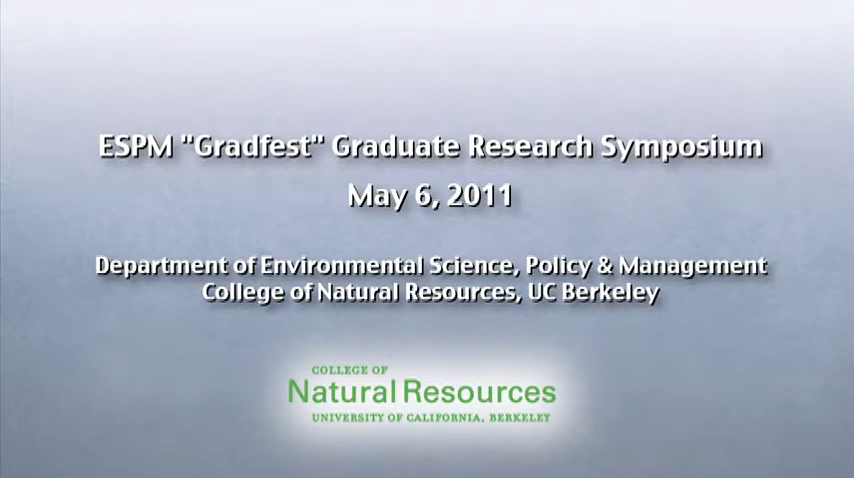 ESPM "Gradfest" Graduate Research Symposium
May 6, 2011
Department of Environmental Science, Policy & Management
College of Natural Resources, UC Berkeley
COLLEGE OF
Natural Resources
UNIVERSITY OF CALIFORNIA, BERKELEY